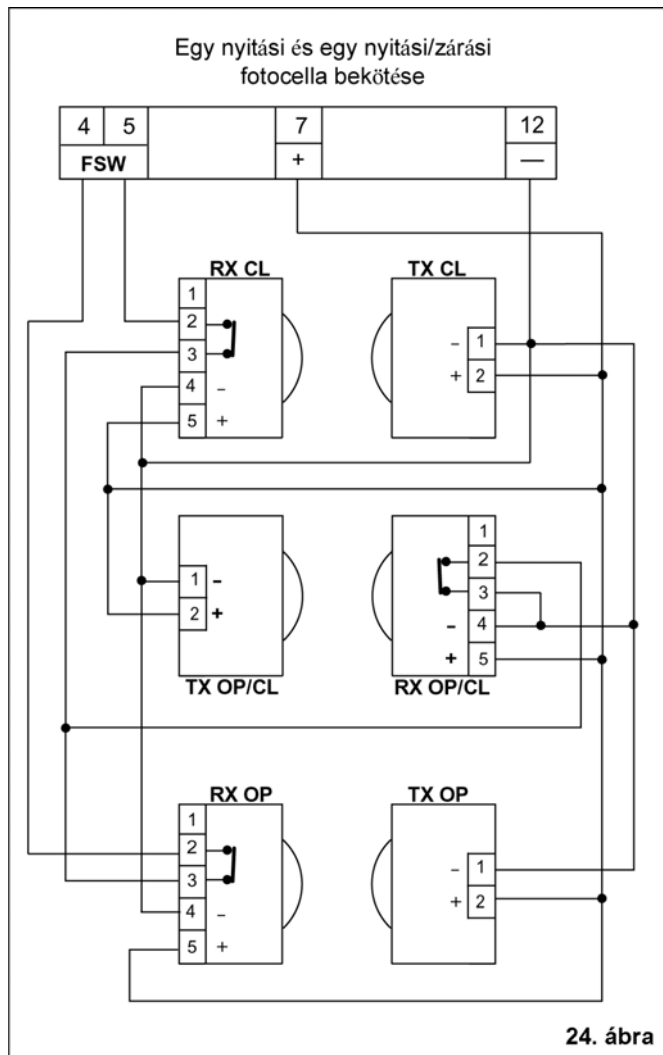 Egy nyitási és egy nyitási/zárási
fotocella bekötése
4 5 7 12
FSW + —
RX CL TX CL
1
2
3
4 -
5 +
- 1
+ 2
1 -
2 +
1
2
3
- 4
+ 5
TX OP/CL RX OP/CL
RX OP TX OP
1
2
3
4 -
5 +
- 1
+ 2
24. ábra